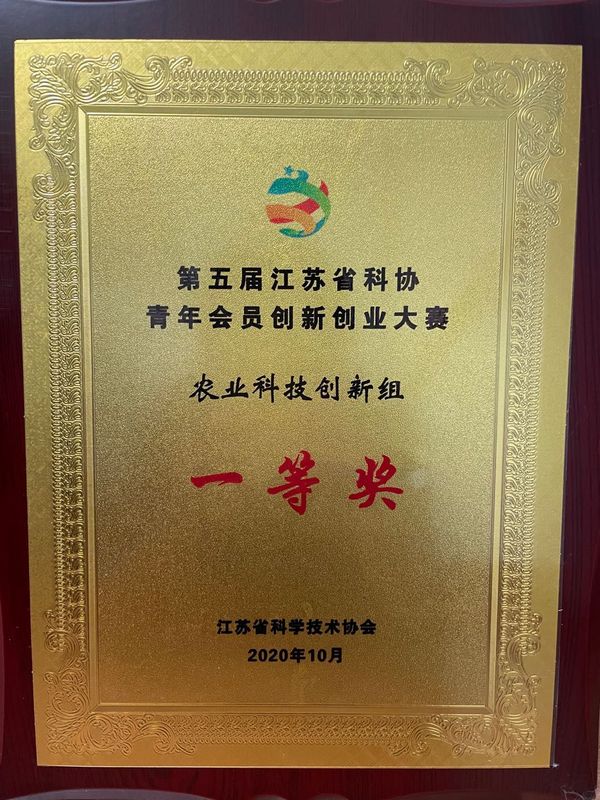 第五届江苏省科协
青年会员创新创业大赛
农业科技创新组
一等奖
江苏省科学技术协会
2020年10月